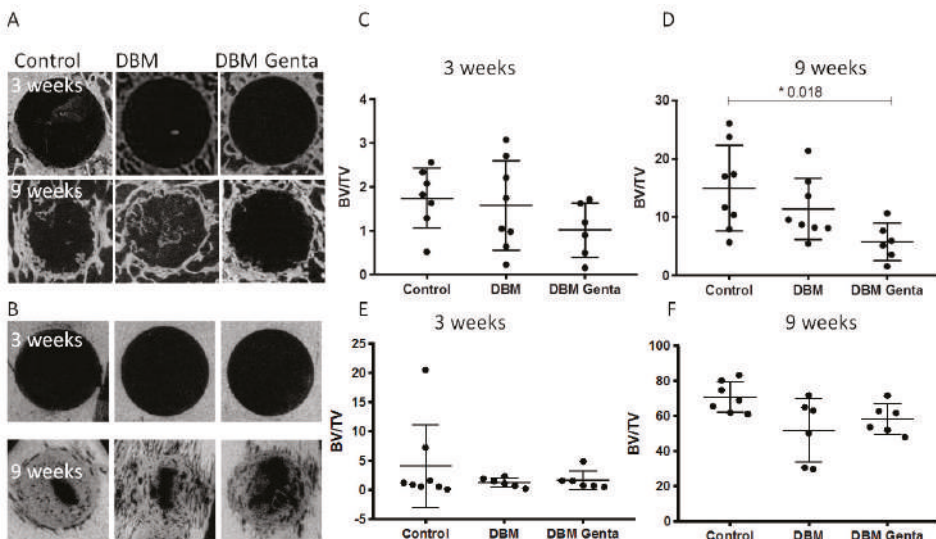 A
Control DBM DBM Genta
3 weeks
9 weeks
B
3 weeks
9 weeks
C
3 weeks
BV/TV
4
3
2
1
0
Control DBM DBM Genta
D
9 weeks
* 0.018
BV/TV
30
20
10
0
Control DBM DBM Genta
E
3 weeks
BV/TV
25
20
15
10
5
0
-5
Control DBM DBM Genta
F
9 weeks
BV/TV
100
80
60
40
20
0
Control DBM DBM Genta